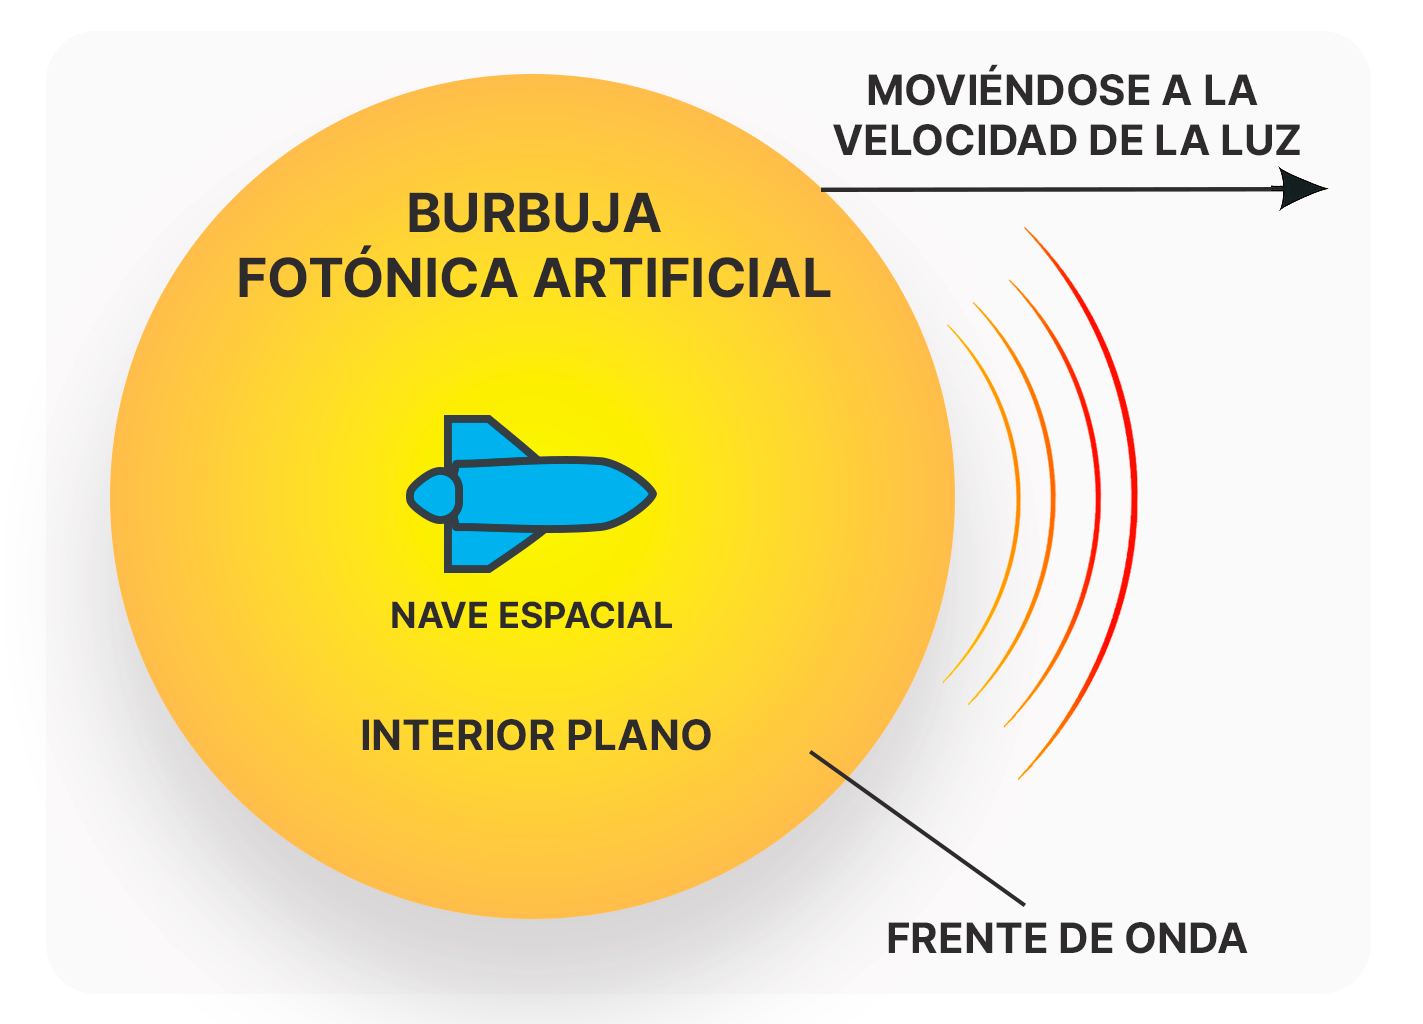 MOVIÉNDOSE A LA
VELOCIDAD DE LA LUZ
BURBUJA
FOTÓNICA ARTIFICIAL
NAVE ESPACIAL
INTERIOR PLANO
FRENTE DE ONDA